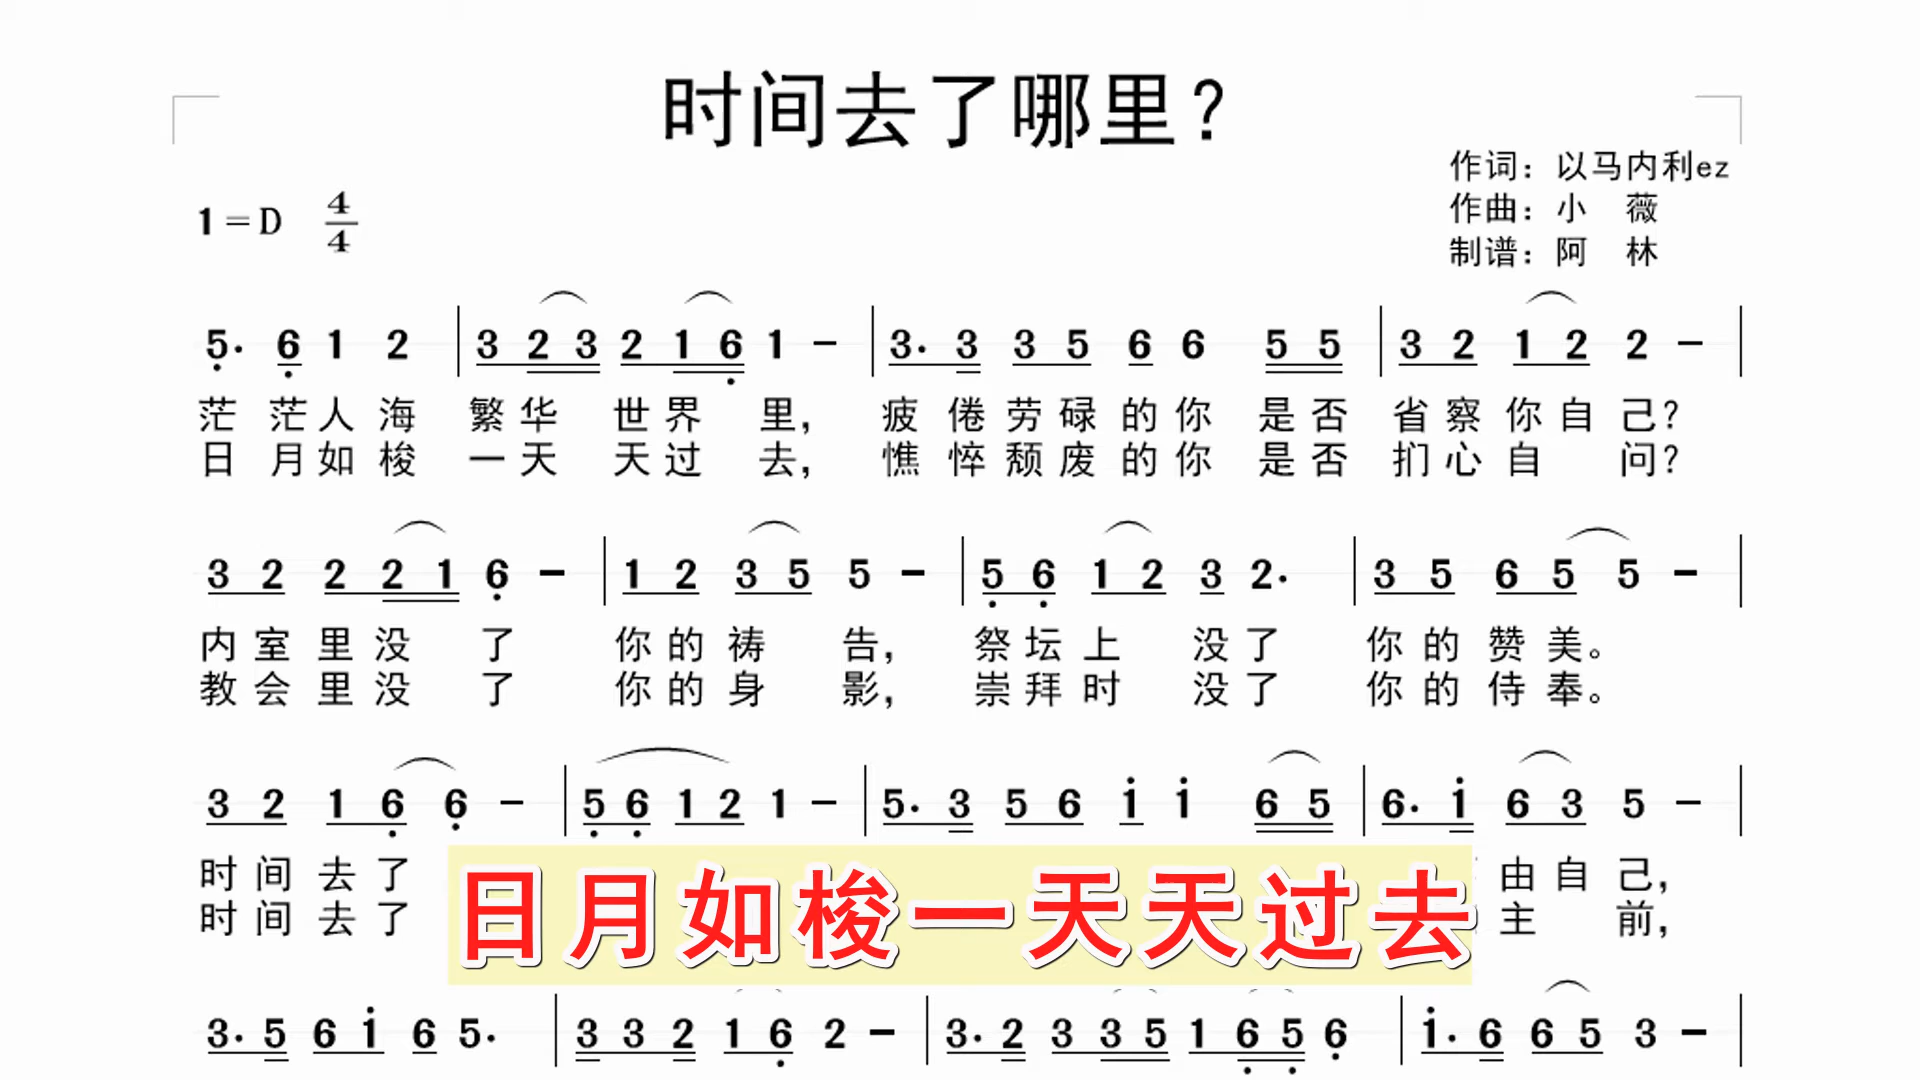 时间去了哪里？
作词：以马内利ez
作曲：小　薇
制谱：阿　林
1=D 4/4
5. 6 1 2 | 3 2 3 2 1 6 1 － | 3. 3 3 5 6 6 5 5 | 3 2 1 2 2 － |
茫茫人海 繁华世界里， 疲倦劳碌的你是否 省察你自己？
日月如梭 一天天过去， 憔悴颓废的你是否 扪心自问？
3 2 2 2 1 6 － | 1 2 3 5 5 － | 5 6 1 2 3 2. | 3 5 6 5 5 － |
内室里没了 你的祷告， 祭坛上没了 你的赞美。
教会里没了 你的身影， 崇拜时没了 你的侍奉。
3 2 1 6 6 － | 5 6 1 2 1 － | 5. 3 5 6 i i 6 5 | 6. i 6 3 5 － |
时间去了 由自己，
时间去了 主前，
日月如梭一天天过去
3. 5 6 i 6 5. | 3 3 2 1 6 2 － | 3. 2 3 3 5 1 6 5 6 | i. 6 6 5 3 － |